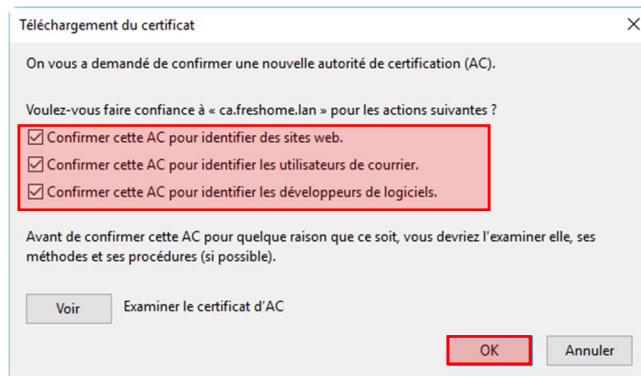 Téléchargement du certificat
On vous a demandé de confirmer une nouvelle autorité de certification (AC).
Voulez-vous faire confiance à « ca.freshome.lan » pour les actions suivantes ?
Confirmer cette AC pour identifier des sites web.
Confirmer cette AC pour identifier les utilisateurs de courrier.
Confirmer cette AC pour identifier les développeurs de logiciels.
Avant de confirmer cette AC pour quelque raison que ce soit, vous devriez l’examiner elle, ses
méthodes et ses procédures (si possible).
Voir Examiner le certificat d’AC
OK Annuler